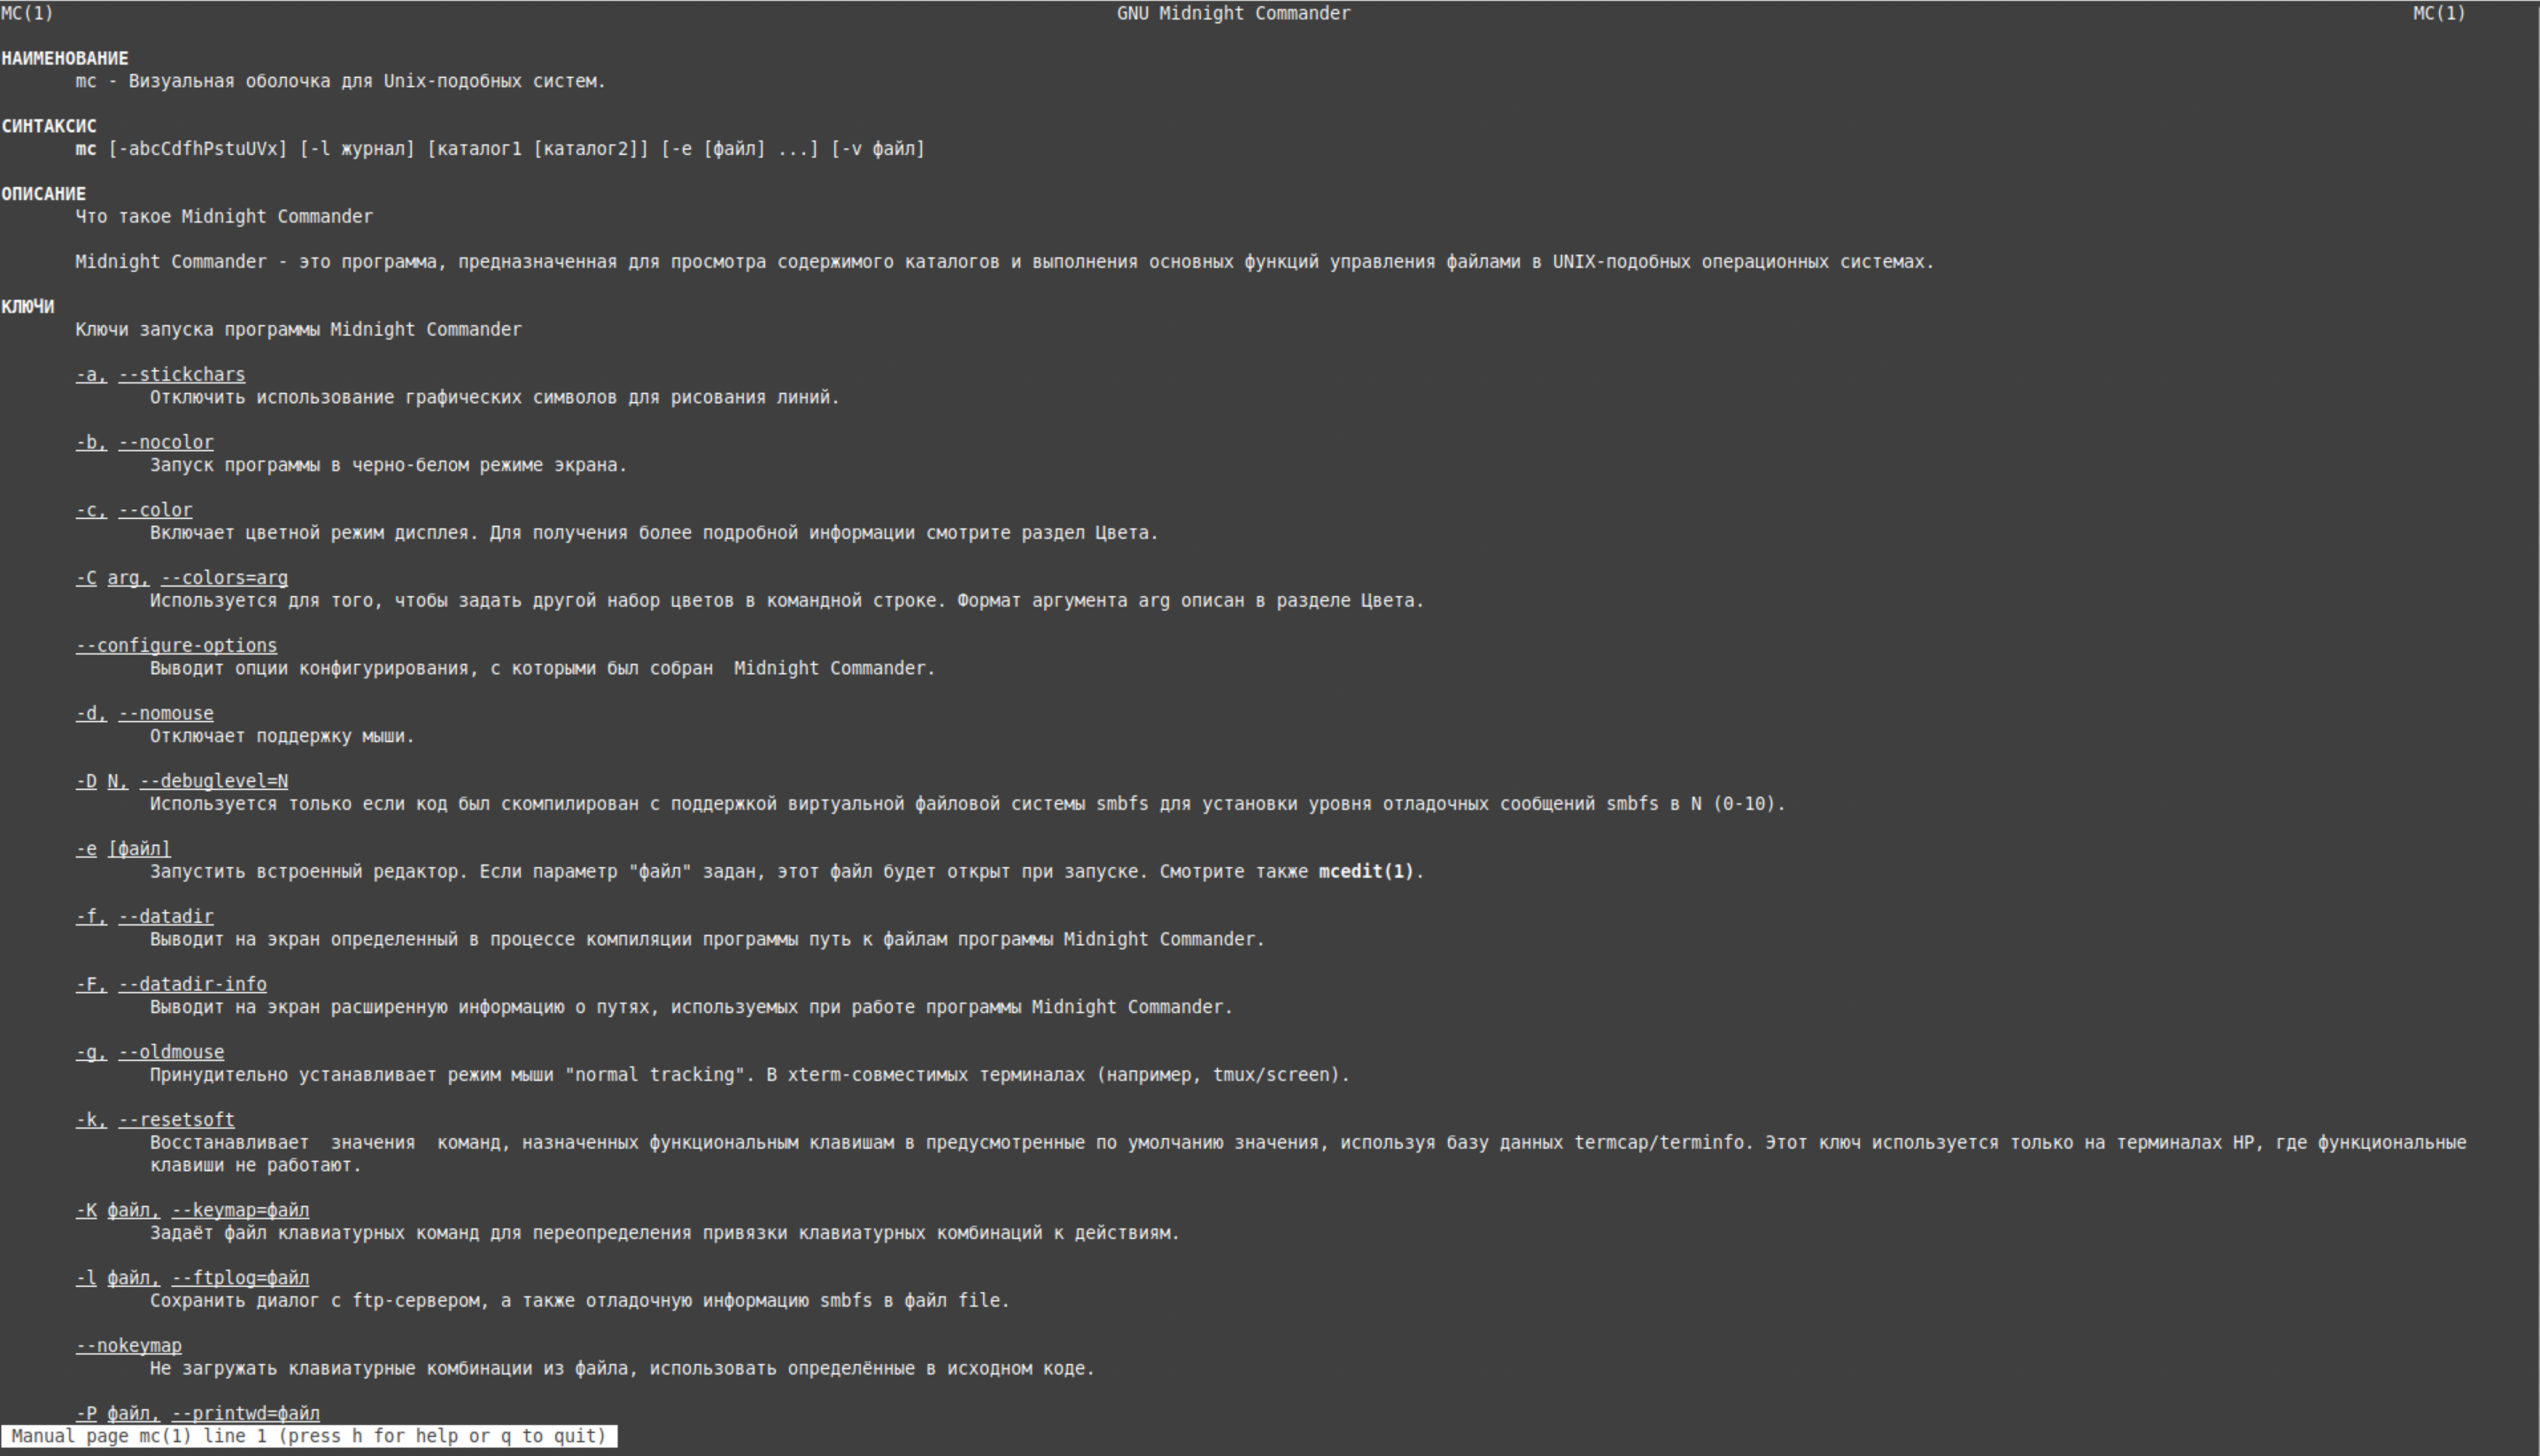 MC(1) GNU Midnight Commander MC(1)
НАИМЕНОВАНИЕ
mc - Визуальная оболочка для Unix-подобных систем.
СИНТАКСИС
mc [-abcCdfhPstuUVx] [-l журнал] [каталог1 [каталог2]] [-e [файл] ...] [-v файл]
ОПИСАНИЕ
Что такое Midnight Commander
Midnight Commander - это программа, предназначенная для просмотра содержимого каталогов и выполнения основных функций управления файлами в UNIX-подобных операционных системах.
КЛЮЧИ
Ключи запуска программы Midnight Commander
-a, --stickchars
Отключить использование графических символов для рисования линий.
-b, --nocolor
Запуск программы в черно-белом режиме экрана.
-c, --color
Включает цветной режим дисплея. Для получения более подробной информации смотрите раздел Цвета.
-C arg, --colors=arg
Используется для того, чтобы задать другой набор цветов в командной строке. Формат аргумента arg описан в разделе Цвета.
--configure-options
Выводит опции конфигурирования, с которыми был собран  Midnight Commander.
-d, --nomouse
Отключает поддержку мыши.
-D N, --debuglevel=N
Используется только если код был скомпилирован с поддержкой виртуальной файловой системы smbfs для установки уровня отладочных сообщений smbfs в N (0-10).
-e [файл]
Запустить встроенный редактор. Если параметр "файл" задан, этот файл будет открыт при запуске. Смотрите также mcedit(1).
-f, --datadir
Выводит на экран определенный в процессе компиляции программы путь к файлам программы Midnight Commander.
-F, --datadir-info
Выводит на экран расширенную информацию о путях, используемых при работе программы Midnight Commander.
-g, --oldmouse
Принудительно устанавливает режим мыши "normal tracking". В xterm-совместимых терминалах (например, tmux/screen).
-k, --resetsoft
Восстанавливает  значения  команд, назначенных функциональным клавишам в предусмотренные по умолчанию значения, используя базу данных termcap/terminfo. Этот ключ используется только на терминалах HP, где функциональные
клавиши не работают.
-K файл, --keymap=файл
Задаёт файл клавиатурных команд для переопределения привязки клавиатурных комбинаций к действиям.
-l файл, --ftplog=файл
Сохранить диалог с ftp-сервером, а также отладочную информацию smbfs в файл file.
--nokeymap
Не загружать клавиатурные комбинации из файла, использовать определённые в исходном коде.
-P файл, --printwd=файл
Manual page mc(1) line 1 (press h for help or q to quit)